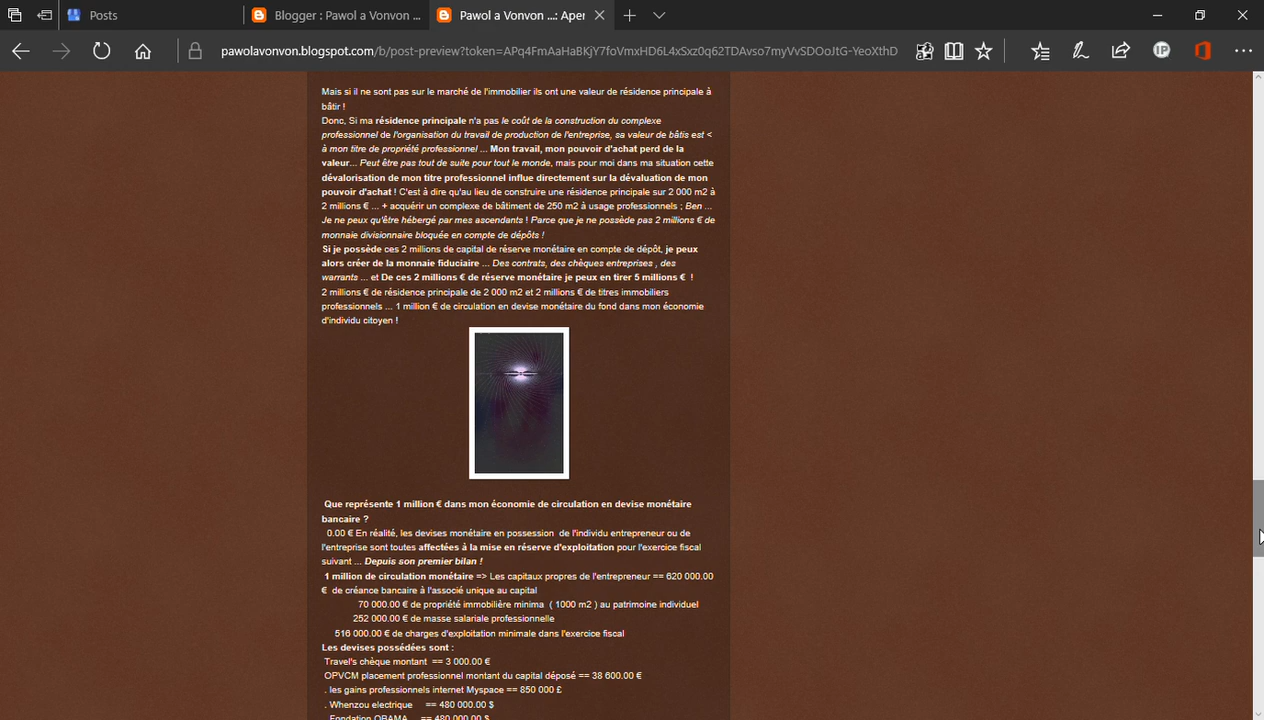 Posts
Blogger : Pawol a Vonvon ...
Pawol a Vonvon ...: Aper
pawolavonvon.blogspot.com/b/post-preview?token=APq4FmAaHaBKjY7foVmxHD6L4xSxz0q62TDAvso7myVvSDOoJtG-YeoXthD
IP
Mais si il ne sont pas sur le marché de l'immobilier ils ont une valeur de résidence principale à
bâtir !
Donc, Si ma résidence principale n'a pas le coût de la construction du complexe
professionnel de l'organisation du travail de production de l'entreprise, sa valeur de bâtis est <
à mon titre de propriété professionnel ... Mon travail, mon pouvoir d'achat perd de la
valeur... Peut être pas tout de suite pour tout le monde, mais pour moi dans ma situation cette
dévalorisation de mon titre professionnel influe directement sur la dévaluation de mon
pouvoir d'achat ! C'est à dire qu'au lieu de construire une résidence principale sur 2 000 m2 à
2 millions € ... + acquérir un complexe de bâtiment de 250 m2 à usage professionnels ; Ben ...
Je ne peux qu'être hébergé par mes ascendants ! Parce que je ne possède pas 2 millions € de
monnaie divisionnaire bloquée en compte de dépôts !
Si je possède ces 2 millions de capital de réserve monétaire en compte de dépôt, je peux
alors créer de la monnaie fiduciaire ... Des contrats, des chèques entreprises , des
warrants ... et De ces 2 millions € de réserve monétaire je peux en tirer 5 millions € !
2 millions € de résidence principale de 2 000 m2 et 2 millions € de titres immobiliers
professionnels ... 1 million € de circulation en devise monétaire du fond dans mon économie
d'individu citoyen !
Que représente 1 million € dans mon économie de circulation en devise monétaire
bancaire ?
0.00 € En réalité, les devises monétaire en possession de l'individu entrepreneur ou de
l'entreprise sont toutes affectées à la mise en réserve d'exploitation pour l'exercice fiscal
suivant ... Depuis son premier bilan !
1 million de circulation monétaire => Les capitaux propres de l'entrepreneur == 620 000.00
€ de créance bancaire à l'associé unique au capital
70 000.00 € de propriété immobilière minima ( 1000 m2 ) au patrimoine individuel
252 000.00 € de masse salariale professionnelle
516 000.00 € de charges d'exploitation minimale dans l'exercice fiscal
Les devises possédées sont :
Travel's chèque montant == 3 000.00 €
OPVCM placement professionnel montant du capital déposé == 38 600.00 €
. les gains professionnels internet Myspace == 850 000 £
. Whenzou electrique == 480 000.00 $
. Fondation OBAMA == 480 000.00 $